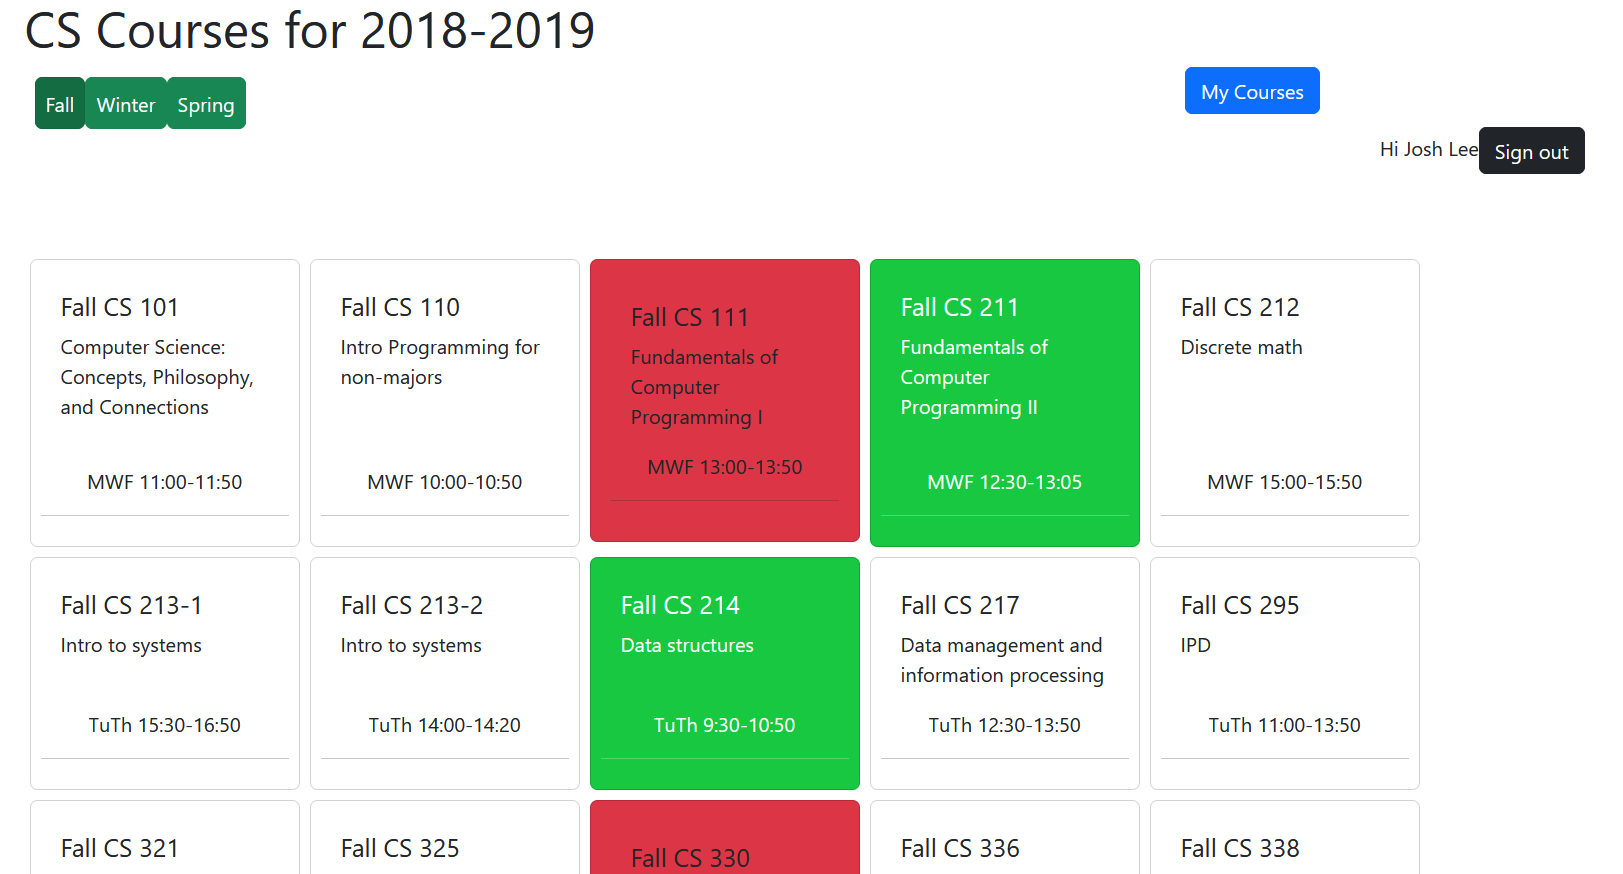 CS Courses for 2018-2019
Fall Winter Spring
My Courses
Hi Josh Lee Sign out
Fall CS 101
Computer Science:
Concepts, Philosophy,
and Connections
MWF 11:00-11:50
Fall CS 110
Intro Programming for
non-majors
MWF 10:00-10:50
Fall CS 111
Fundamentals of
Computer
Programming I
MWF 13:00-13:50
Fall CS 211
Fundamentals of
Computer
Programming II
MWF 12:30-13:05
Fall CS 212
Discrete math
MWF 15:00-15:50
Fall CS 213-1
Intro to systems
TuTh 15:30-16:50
Fall CS 213-2
Intro to systems
TuTh 14:00-14:20
Fall CS 214
Data structures
TuTh 9:30-10:50
Fall CS 217
Data management and
information processing
TuTh 12:30-13:50
Fall CS 295
IPD
TuTh 11:00-13:50
Fall CS 321
Fall CS 325
Fall CS 330
Fall CS 336
Fall CS 338